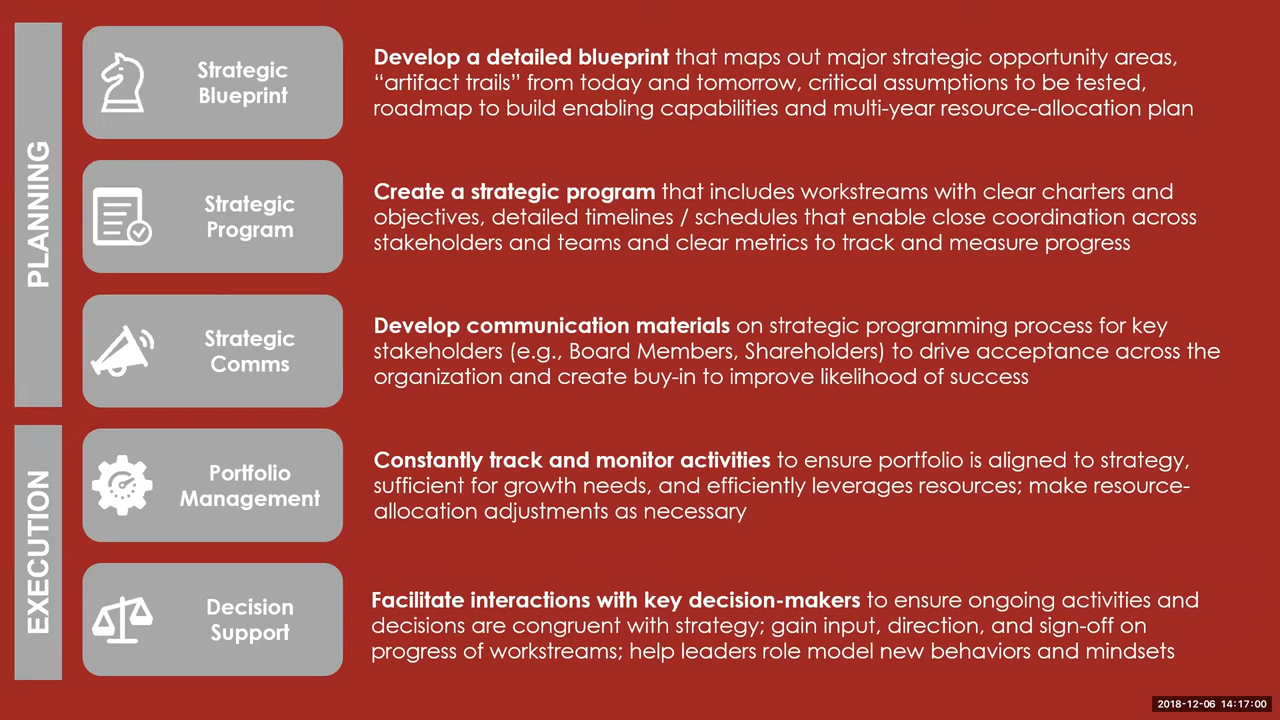 PLANNING
Strategic
Blueprint
Develop a detailed blueprint that maps out major strategic opportunity areas,
“artifact trails” from today and tomorrow, critical assumptions to be tested,
roadmap to build enabling capabilities and multi-year resource-allocation plan
Strategic
Program
Create a strategic program that includes workstreams with clear charters and
objectives, detailed timelines / schedules that enable close coordination across
stakeholders and teams and clear metrics to track and measure progress
Strategic
Comms
Develop communication materials on strategic programming process for key
stakeholders (e.g., Board Members, Shareholders) to drive acceptance across the
organization and create buy-in to improve likelihood of success
EXECUTION
Portfolio
Management
Constantly track and monitor activities to ensure portfolio is aligned to strategy,
sufficient for growth needs, and efficiently leverages resources; make resource-
allocation adjustments as necessary
Decision
Support
Facilitate interactions with key decision-makers to ensure ongoing activities and
decisions are congruent with strategy; gain input, direction, and sign-off on
progress of workstreams; help leaders role model new behaviors and mindsets
2018-12-06 14:17:00